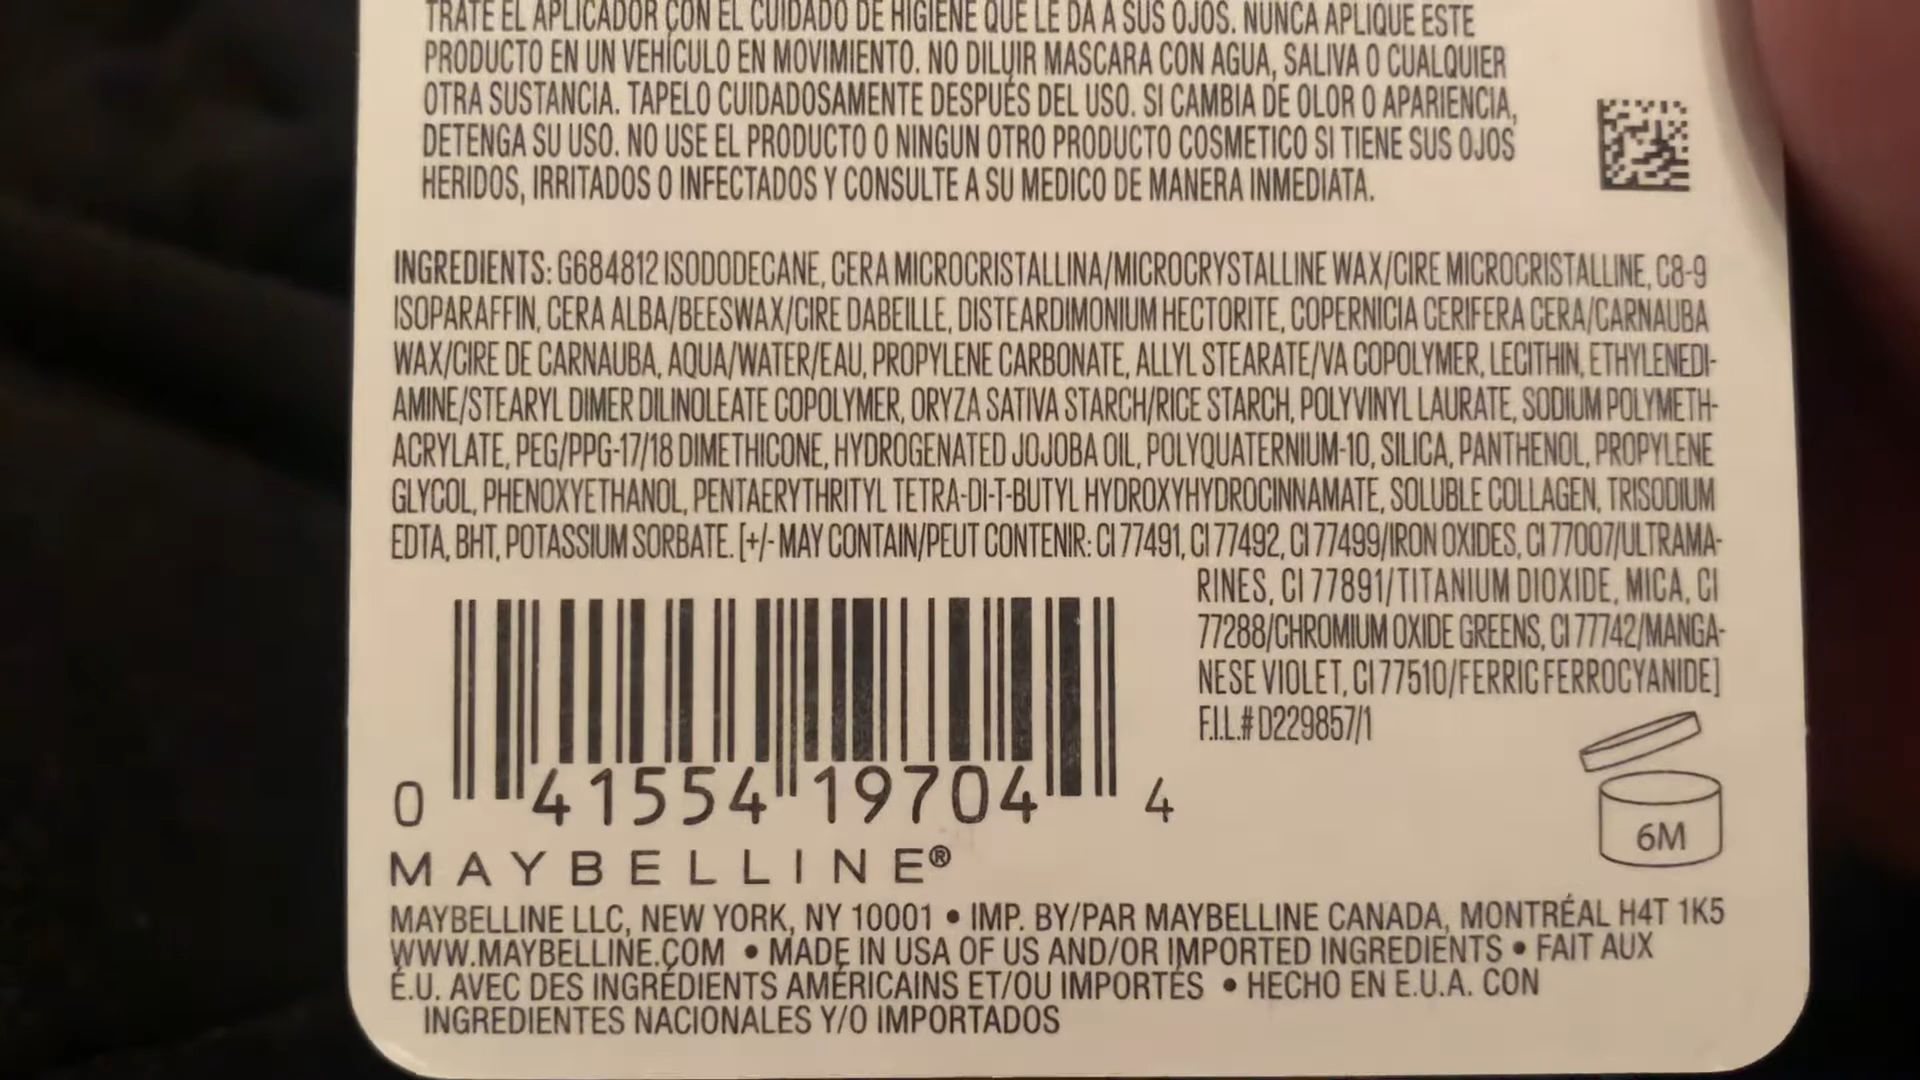 TRATE EL APLICADOR CON EL CUIDADO DE HIGIENE QUE LE DA A SUS OJOS. NUNCA APLIQUE ESTE
PRODUCTO EN UN VEHÍCULO EN MOVIMIENTO. NO DILUIR MASCARA CON AGUA, SALIVA O CUALQUIER
OTRA SUSTANCIA. TAPELO CUIDADOSAMENTE DESPUÉS DEL USO. SI CAMBIA DE OLOR O APARIENCIA,
DETENGA SU USO. NO USE EL PRODUCTO O NINGUN OTRO PRODUCTO COSMETICO SI TIENE SUS OJOS
HERIDOS, IRRITADOS O INFECTADOS Y CONSULTE A SU MEDICO DE MANERA INMEDIATA.
INGREDIENTS: G684812 ISODODECANE, CERA MICROCRISTALLINA/MICROCRYSTALLINE WAX/CIRE MICROCRISTALLINE, C8-9
ISOPARAFFIN, CERA ALBA/BEESWAX/CIRE DABEILLE, DISTEARDIMONIUM HECTORITE, COPERNICIA CERIFERA CERA/CARNAUBA
WAX/CIRE DE CARNAUBA, AQUA/WATER/EAU, PROPYLENE CARBONATE, ALLYL STEARATE/VA COPOLYMER, LECITHIN, ETHYLENEDI-
AMINE/STEARYL DIMER DILINOLEATE COPOLYMER, ORYZA SATIVA STARCH/RICE STARCH, POLYVINYL LAURATE, SODIUM POLYMETH-
ACRYLATE, PEG/PPG-17/18 DIMETHICONE, HYDROGENATED JOJOBA OIL, POLYQUATERNIUM-10, SILICA, PANTHENOL, PROPYLENE
GLYCOL, PHENOXYETHANOL, PENTAERYTHRITYL TETRA-DI-T-BUTYL HYDROXYHYDROCINNAMATE, SOLUBLE COLLAGEN, TRISODIUM
EDTA, BHT, POTASSIUM SORBATE. [+/- MAY CONTAIN/PEUT CONTENIR: CI 77491, CI 77492, CI 77499/IRON OXIDES, CI 77007/ULTRAMA-
RINES, CI 77891/TITANIUM DIOXIDE, MICA, CI
77288/CHROMIUM OXIDE GREENS, CI 77742/MANGA-
NESE VIOLET, CI 77510/FERRIC FERROCYANIDE]
F.I.L.# D229857/1
0 41554 19704 4
6M
MAYBELLINE®
MAYBELLINE LLC, NEW YORK, NY 10001 • IMP. BY/PAR MAYBELLINE CANADA, MONTRÉAL H4T 1K5
WWW.MAYBELLINE.COM • MADE IN USA OF US AND/OR IMPORTED INGREDIENTS • FAIT AUX
É.U. AVEC DES INGRÉDIENTS AMÉRICAINS ET/OU IMPORTÉS • HECHO EN E.U.A. CON
INGREDIENTES NACIONALES Y/O IMPORTADOS